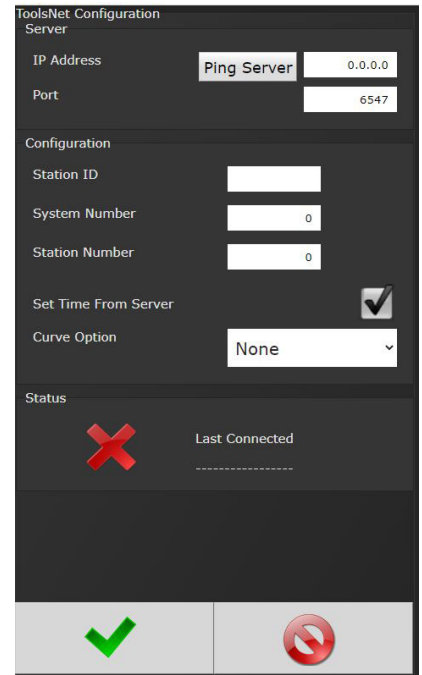 ToolsNet Configuration
Server
IP Address Ping Server 0.0.0.0
Port 6547
Configuration
Station ID
System Number 0
Station Number 0
Set Time From Server
Curve Option None
Status
Last Connected
-----------------